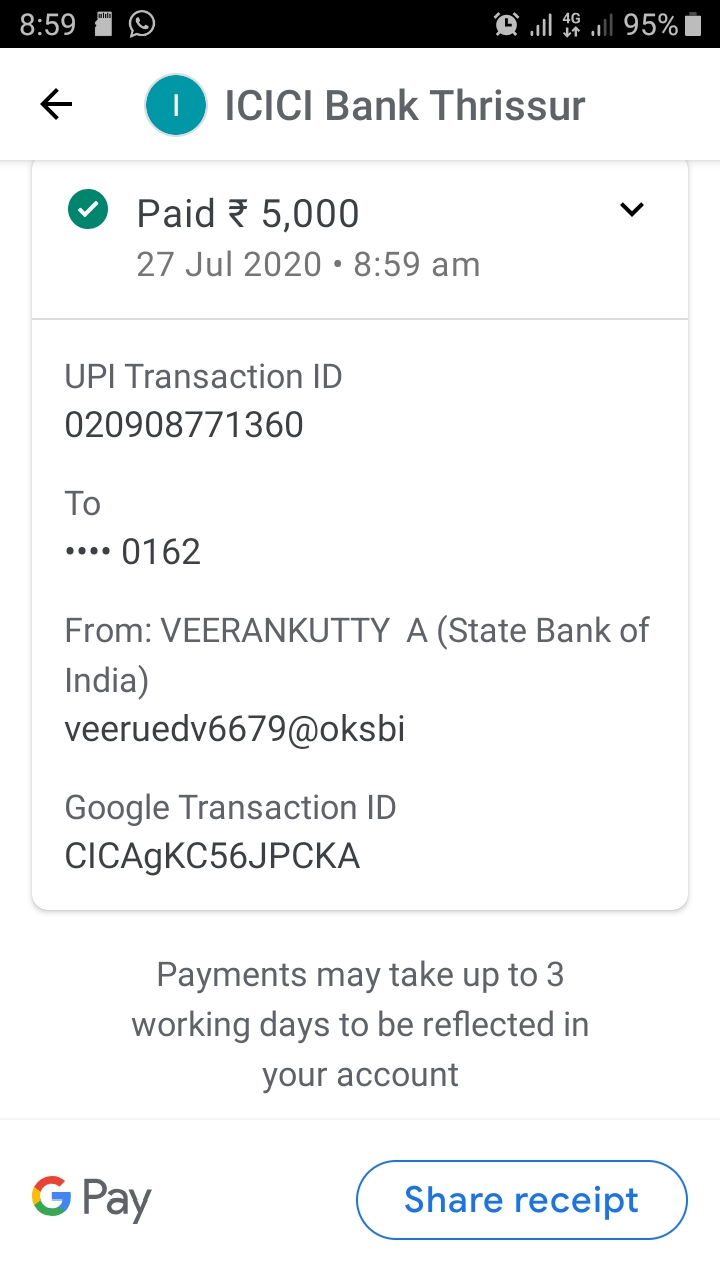 8:59 4G 95%
I ICICI Bank Thrissur
Paid ₹ 5,000
27 Jul 2020 • 8:59 am
UPI Transaction ID
020908771360
To
•••• 0162
From: VEERANKUTTY  A (State Bank of
India)
veeruedv6679@oksbi
Google Transaction ID
CICAgKC56JPCKA
Payments may take up to 3
working days to be reflected in
your account
G Pay Share receipt